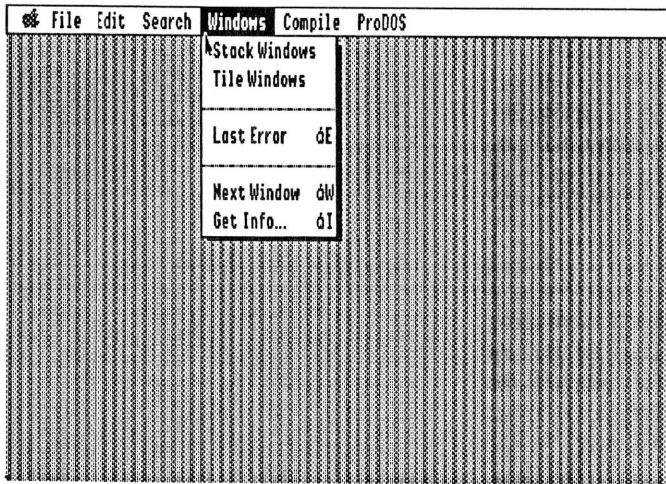 File Edit Search Windows Compile ProDOS
Stack Windows
Tile Windows
Last Error E
Next Window W
Get Info... I